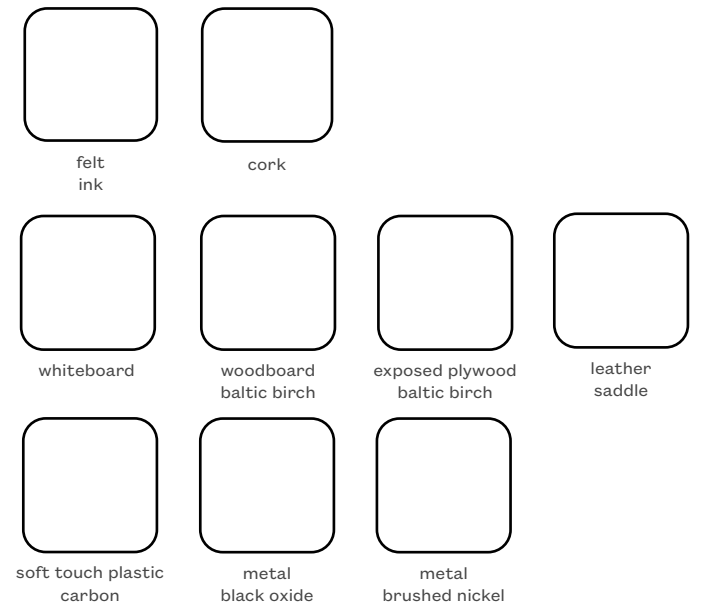 felt
ink
cork
whiteboard
woodboard
baltic birch
exposed plywood
baltic birch
leather
saddle
soft touch plastic
carbon
metal
black oxide
metal
brushed nickel